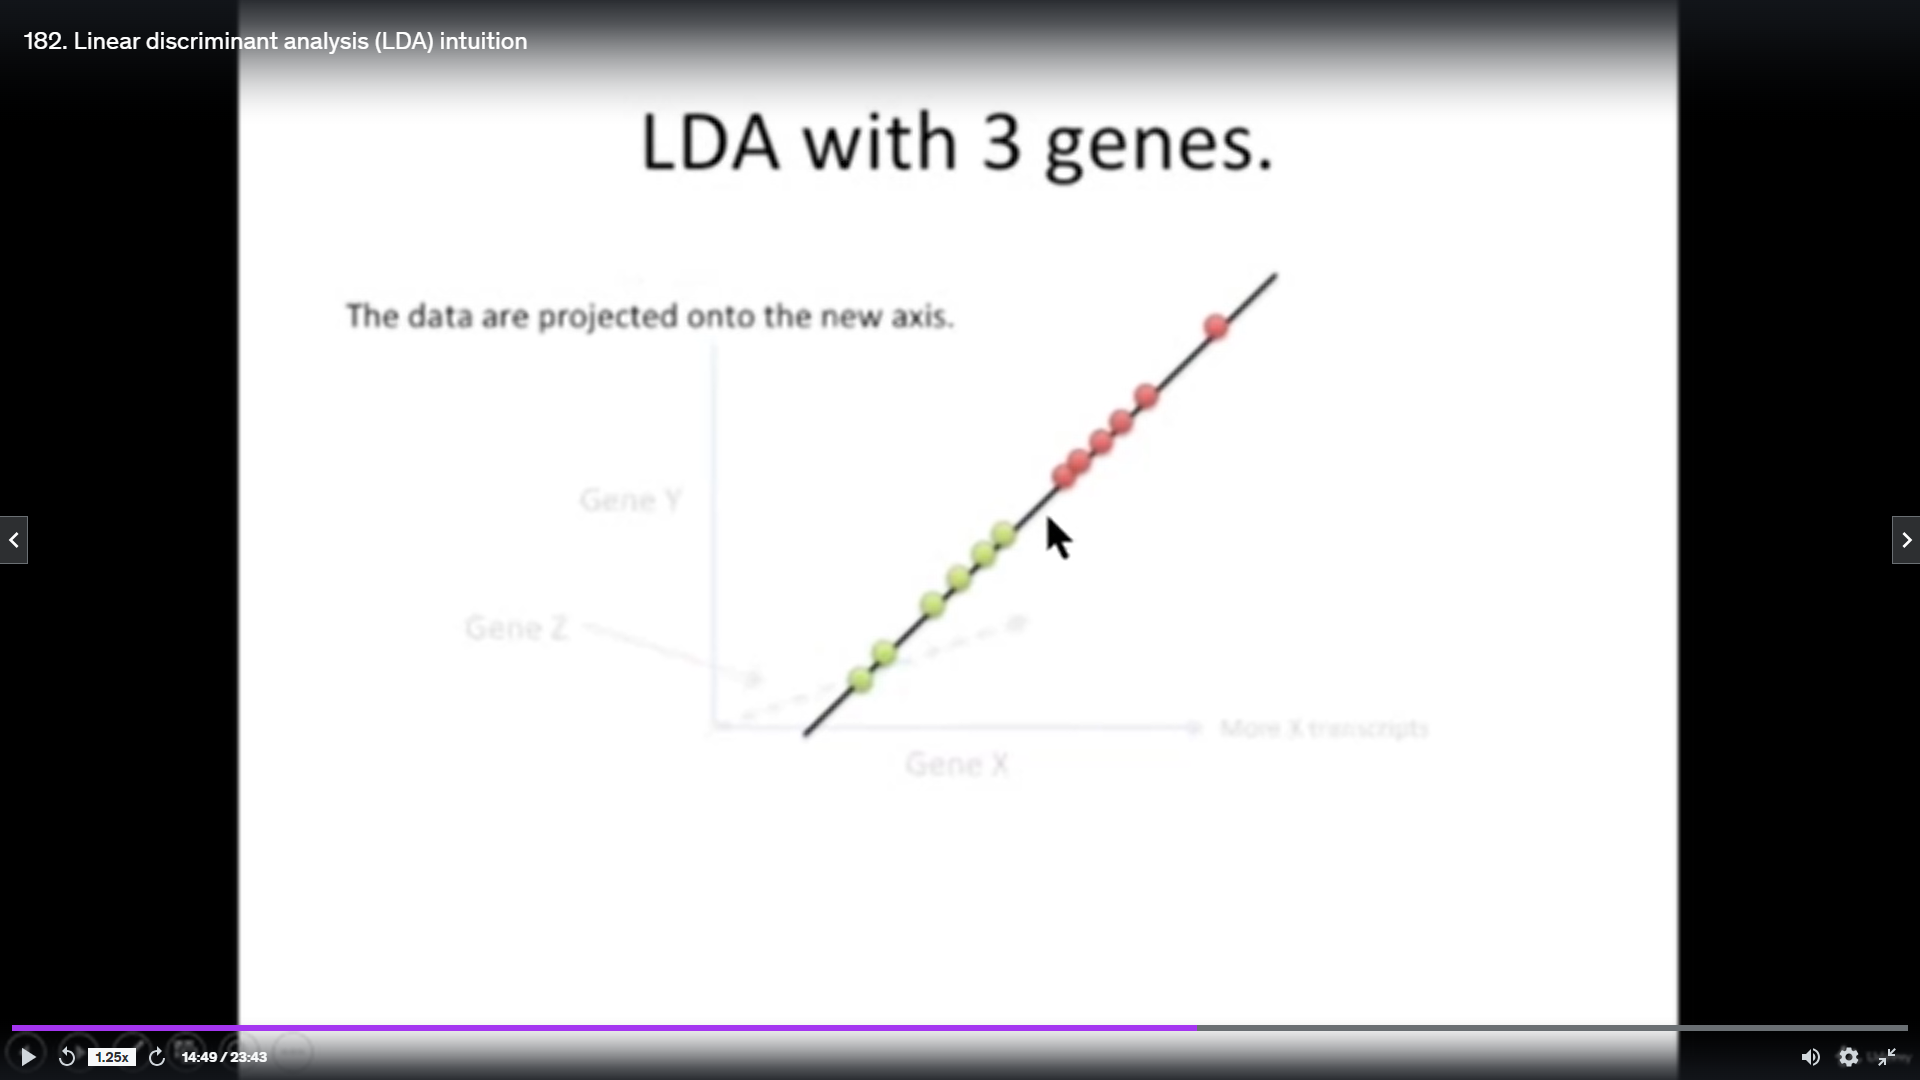 182. Linear discriminant analysis (LDA) intuition
LDA with 3 genes.
The data are projected onto the new axis.
Gene Y
Gene Z
More X transcripts
Gene X
1.25x
14:49 / 23:43